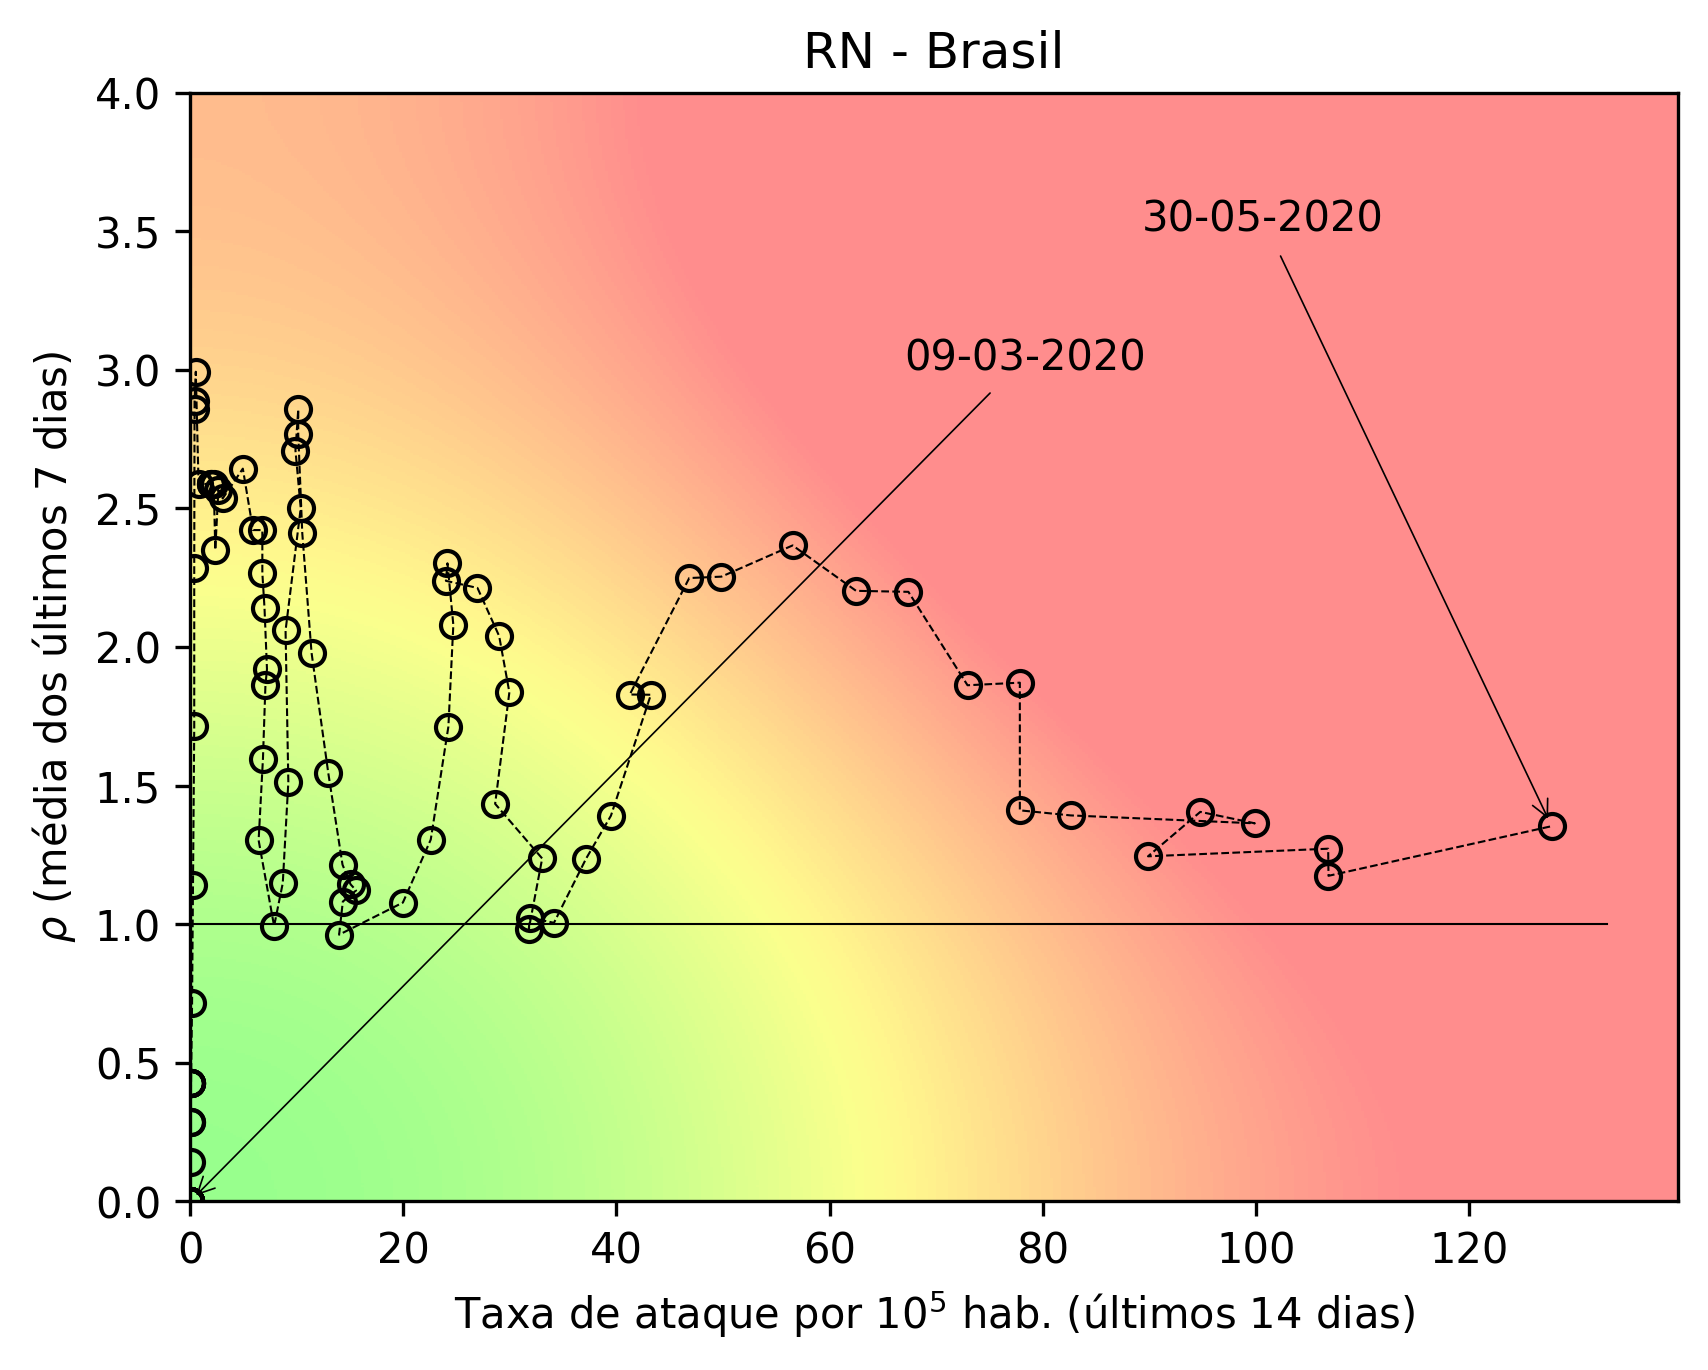 RN - Brasil
4.0
3.5
3.0
2.5
2.0
1.5
1.0
0.5
0.0
ρ (média dos últimos 7 dias)
30-05-2020
09-03-2020
0 20 40 60 80 100 120
Taxa de ataque por 10⁵ hab. (últimos 14 dias)